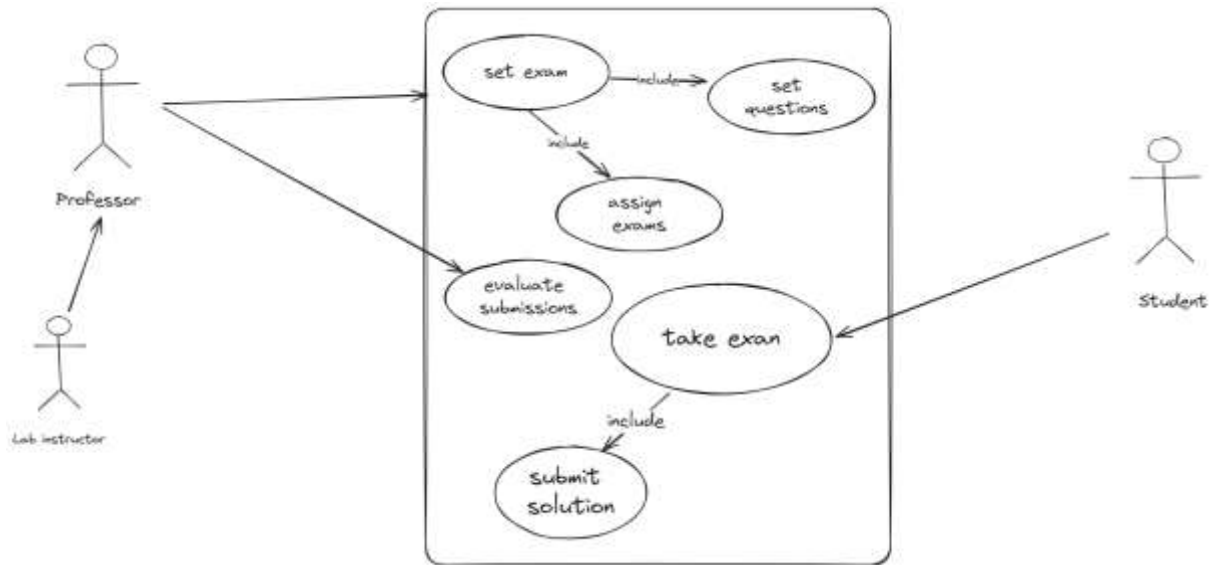 set exam
include
set
questions
include
assign
exams
Professor
evaluate
submissions
take exan
Student
Lab instructor
include
submit
solution